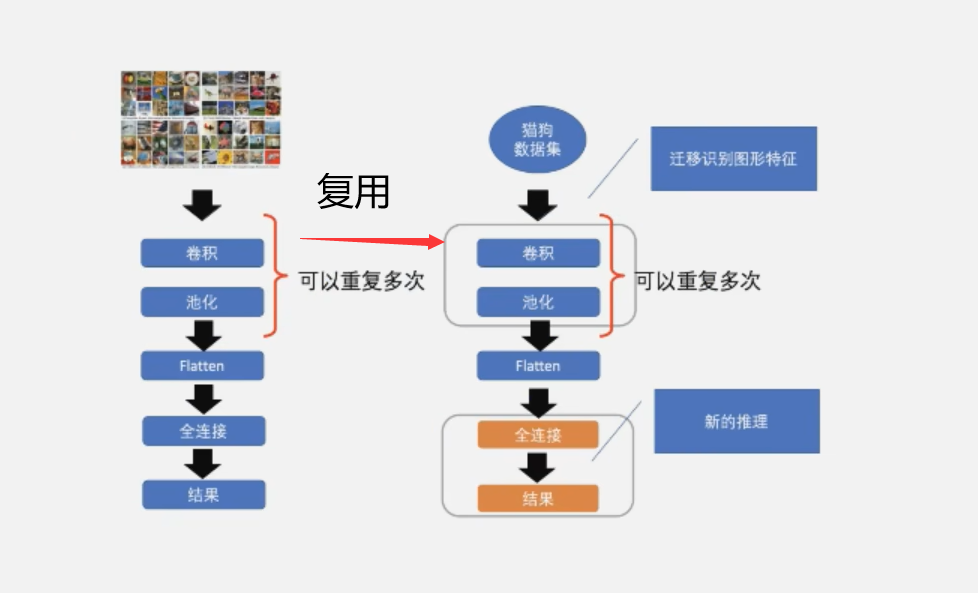 复用
卷积
池化
可以重复多次
Flatten
全连接
结果
猫狗
数据集
迁移识别图形特征
卷积
池化
可以重复多次
Flatten
全连接
结果
新的推理